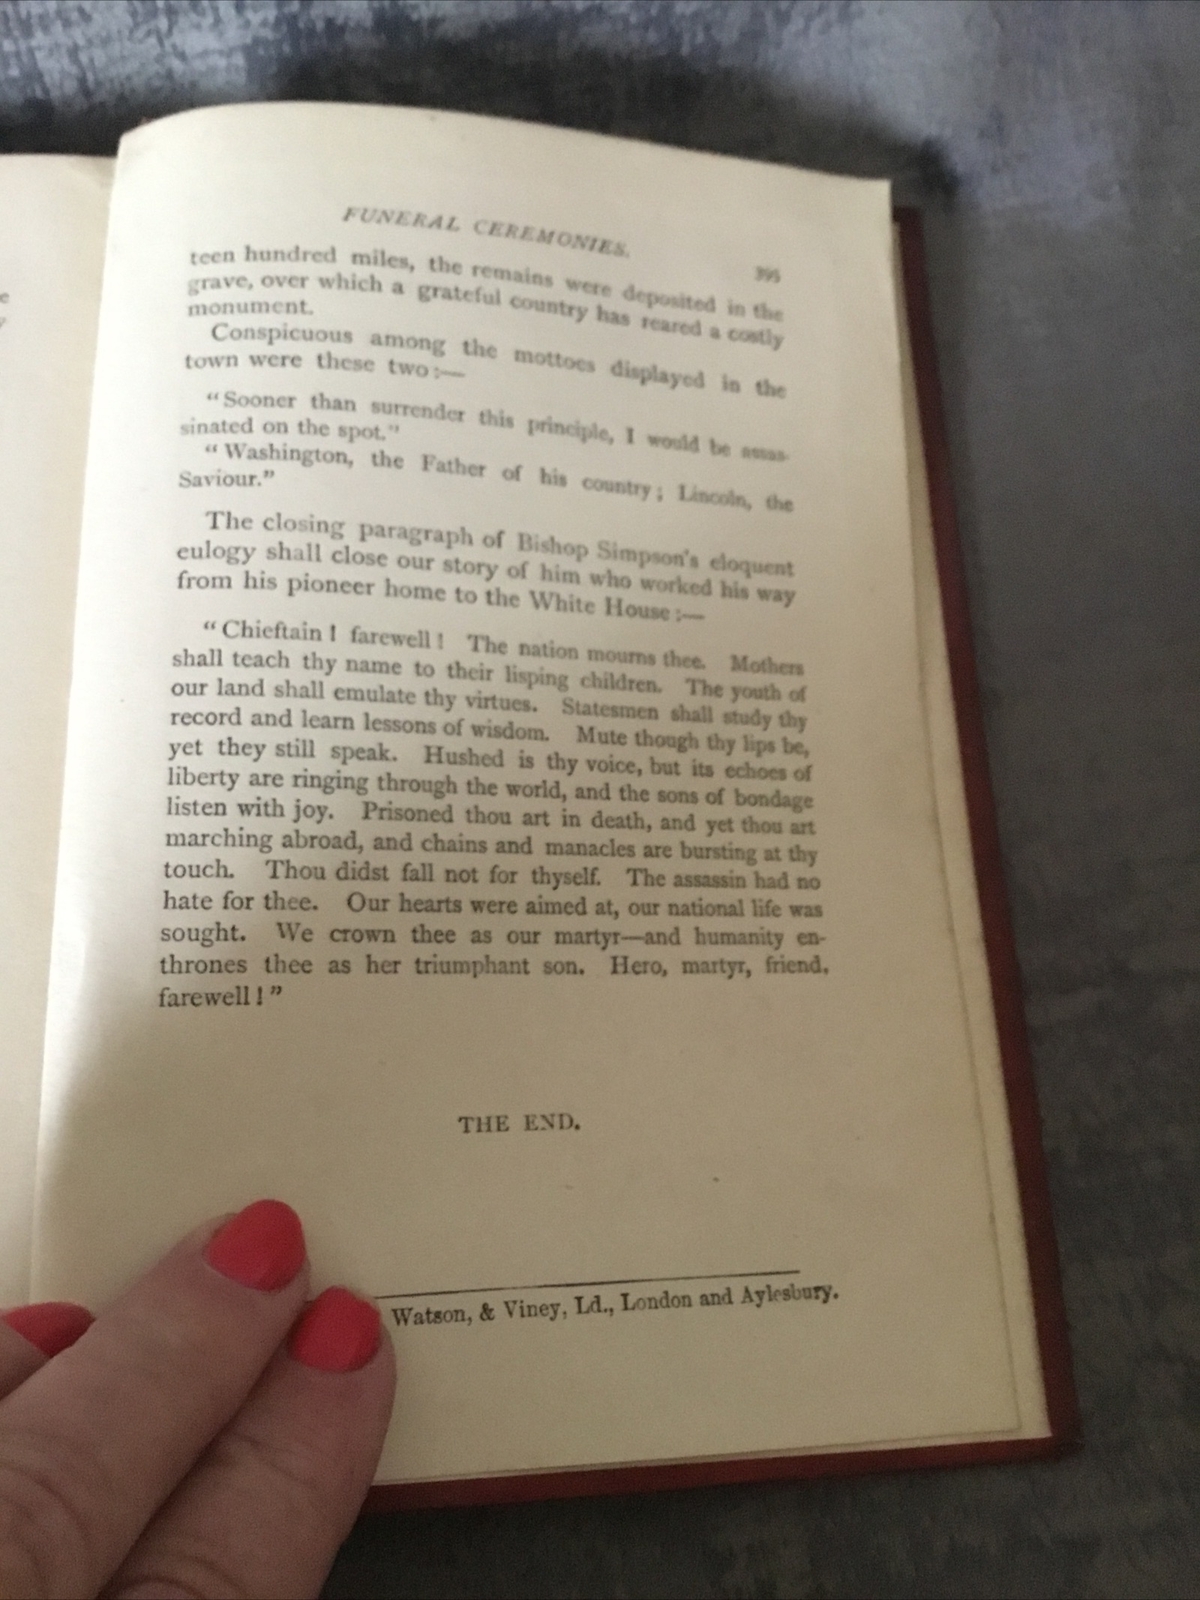 FUNERAL CEREMONIES. 395
teen hundred miles, the remains were deposited in the
grave, over which a grateful country has reared a costly
monument.
Conspicuous among the mottoes displayed in the
town were these two:—
“Sooner than surrender this principle, I would be assas-
sinated on the spot.”
“Washington, the Father of his country; Lincoln, the
Saviour.”
The closing paragraph of Bishop Simpson's eloquent
eulogy shall close our story of him who worked his way
from his pioneer home to the White House:—
“Chieftain! farewell! The nation mourns thee. Mothers
shall teach thy name to their lisping children. The youth of
our land shall emulate thy virtues. Statesmen shall study thy
record and learn lessons of wisdom. Mute though thy lips be,
yet they still speak. Hushed is thy voice, but its echoes of
liberty are ringing through the world, and the sons of bondage
listen with joy. Prisoned thou art in death, and yet thou art
marching abroad, and chains and manacles are bursting at thy
touch. Thou didst fall not for thyself. The assassin had no
hate for thee. Our hearts were aimed at, our national life was
sought. We crown thee as our martyr—and humanity en-
thrones thee as her triumphant son. Hero, martyr, friend,
farewell!”
THE END.
Watson, & Viney, Ld., London and Aylesbury.